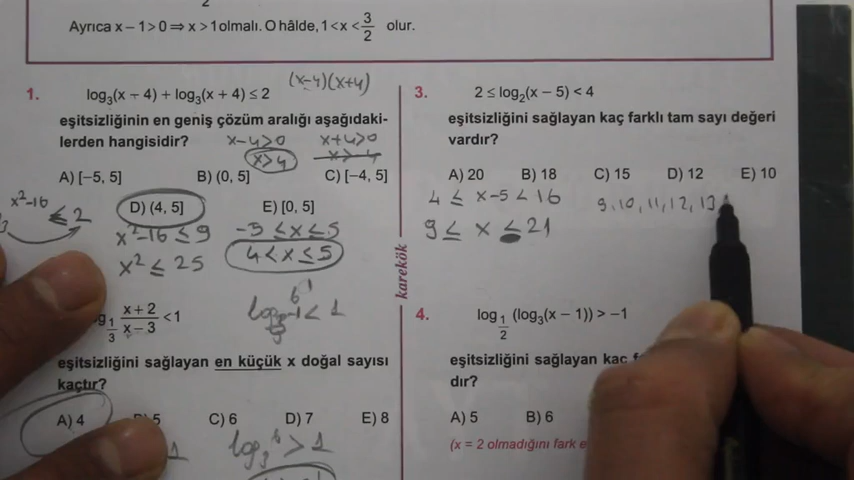 Ayrıca x − 1 > 0 ⇒ x > 1 olmalı. O hâlde, 1 < x < 3/2 olur.
1. log₃(x − 4) + log₃(x + 4) ≤ 2
(x-4)(x+4)
eşitsizliğinin en geniş çözüm aralığı aşağıdaki-
lerden hangisidir?
x-4>0 x+4>0
x>4 x>-4
A) [−5, 5] B) (0, 5] C) [−4, 5]
D) (4, 5] E) [0, 5]
x²-16 ≤ 2
x²-16 ≤ 9 -5 ≤ x ≤ 5
x² ≤ 25 4 < x ≤ 5
x + 2 / x − 3 < 1
eşitsizliğini sağlayan en küçük x doğal sayısı
kaçtır?
A) 4 5 C) 6 D) 7 E) 8
karekök
3. 2 ≤ log₂(x − 5) < 4
eşitsizliğini sağlayan kaç farklı tam sayı değeri
vardır?
A) 20 B) 18 C) 15 D) 12 E) 10
4 ≤ x-5 < 16 9, 10, 11, 12, 13
9 ≤ x ≤ 21
4. log½ (log₃(x − 1)) > −1
eşitsizliğini sağlayan kaç
dır?
A) 5 B) 6
(x = 2 olmadığını fark e